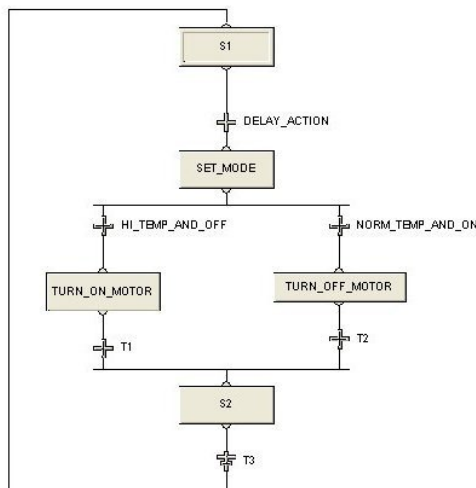 S1
DELAY_ACTION
SET_MODE
HI_TEMP_AND_OFF
NORM_TEMP_AND_ON
TURN_ON_MOTOR
TURN_OFF_MOTOR
T1
T2
S2
T3